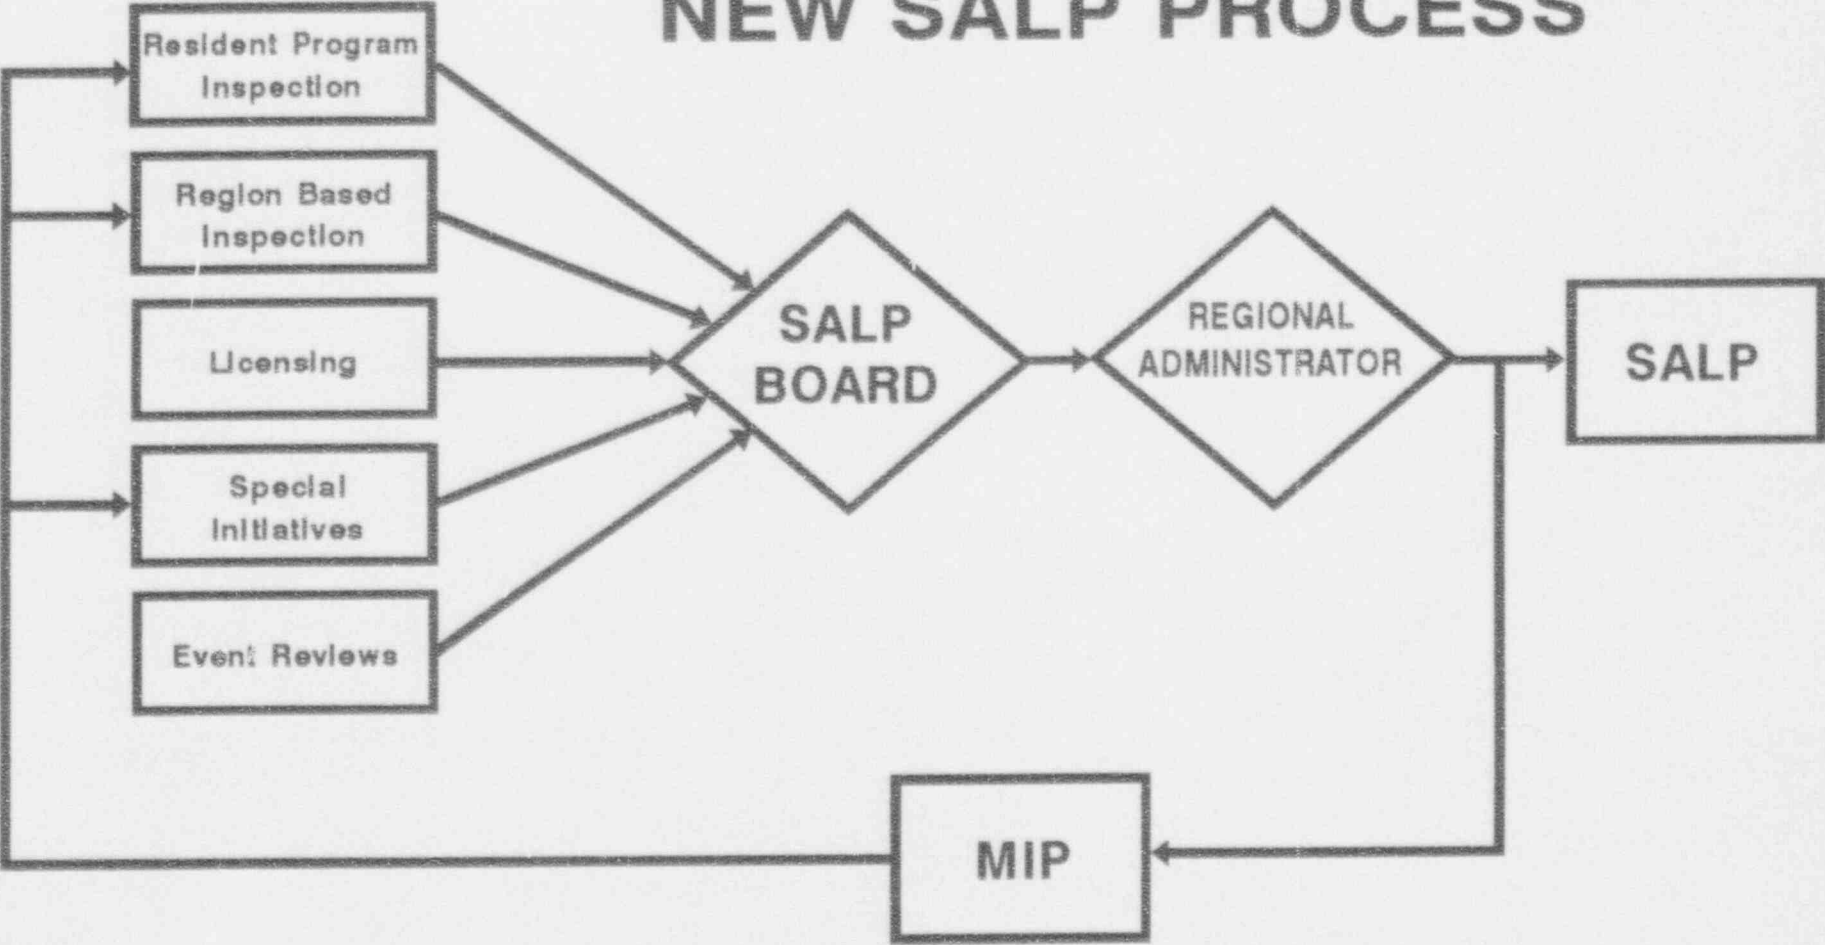 NEW SALP PROCESS
Resident Program
Inspection
Region Based
Inspection
Licensing
Special
Initiatives
Event Reviews
SALP
BOARD
REGIONAL
ADMINISTRATOR
SALP
MIP